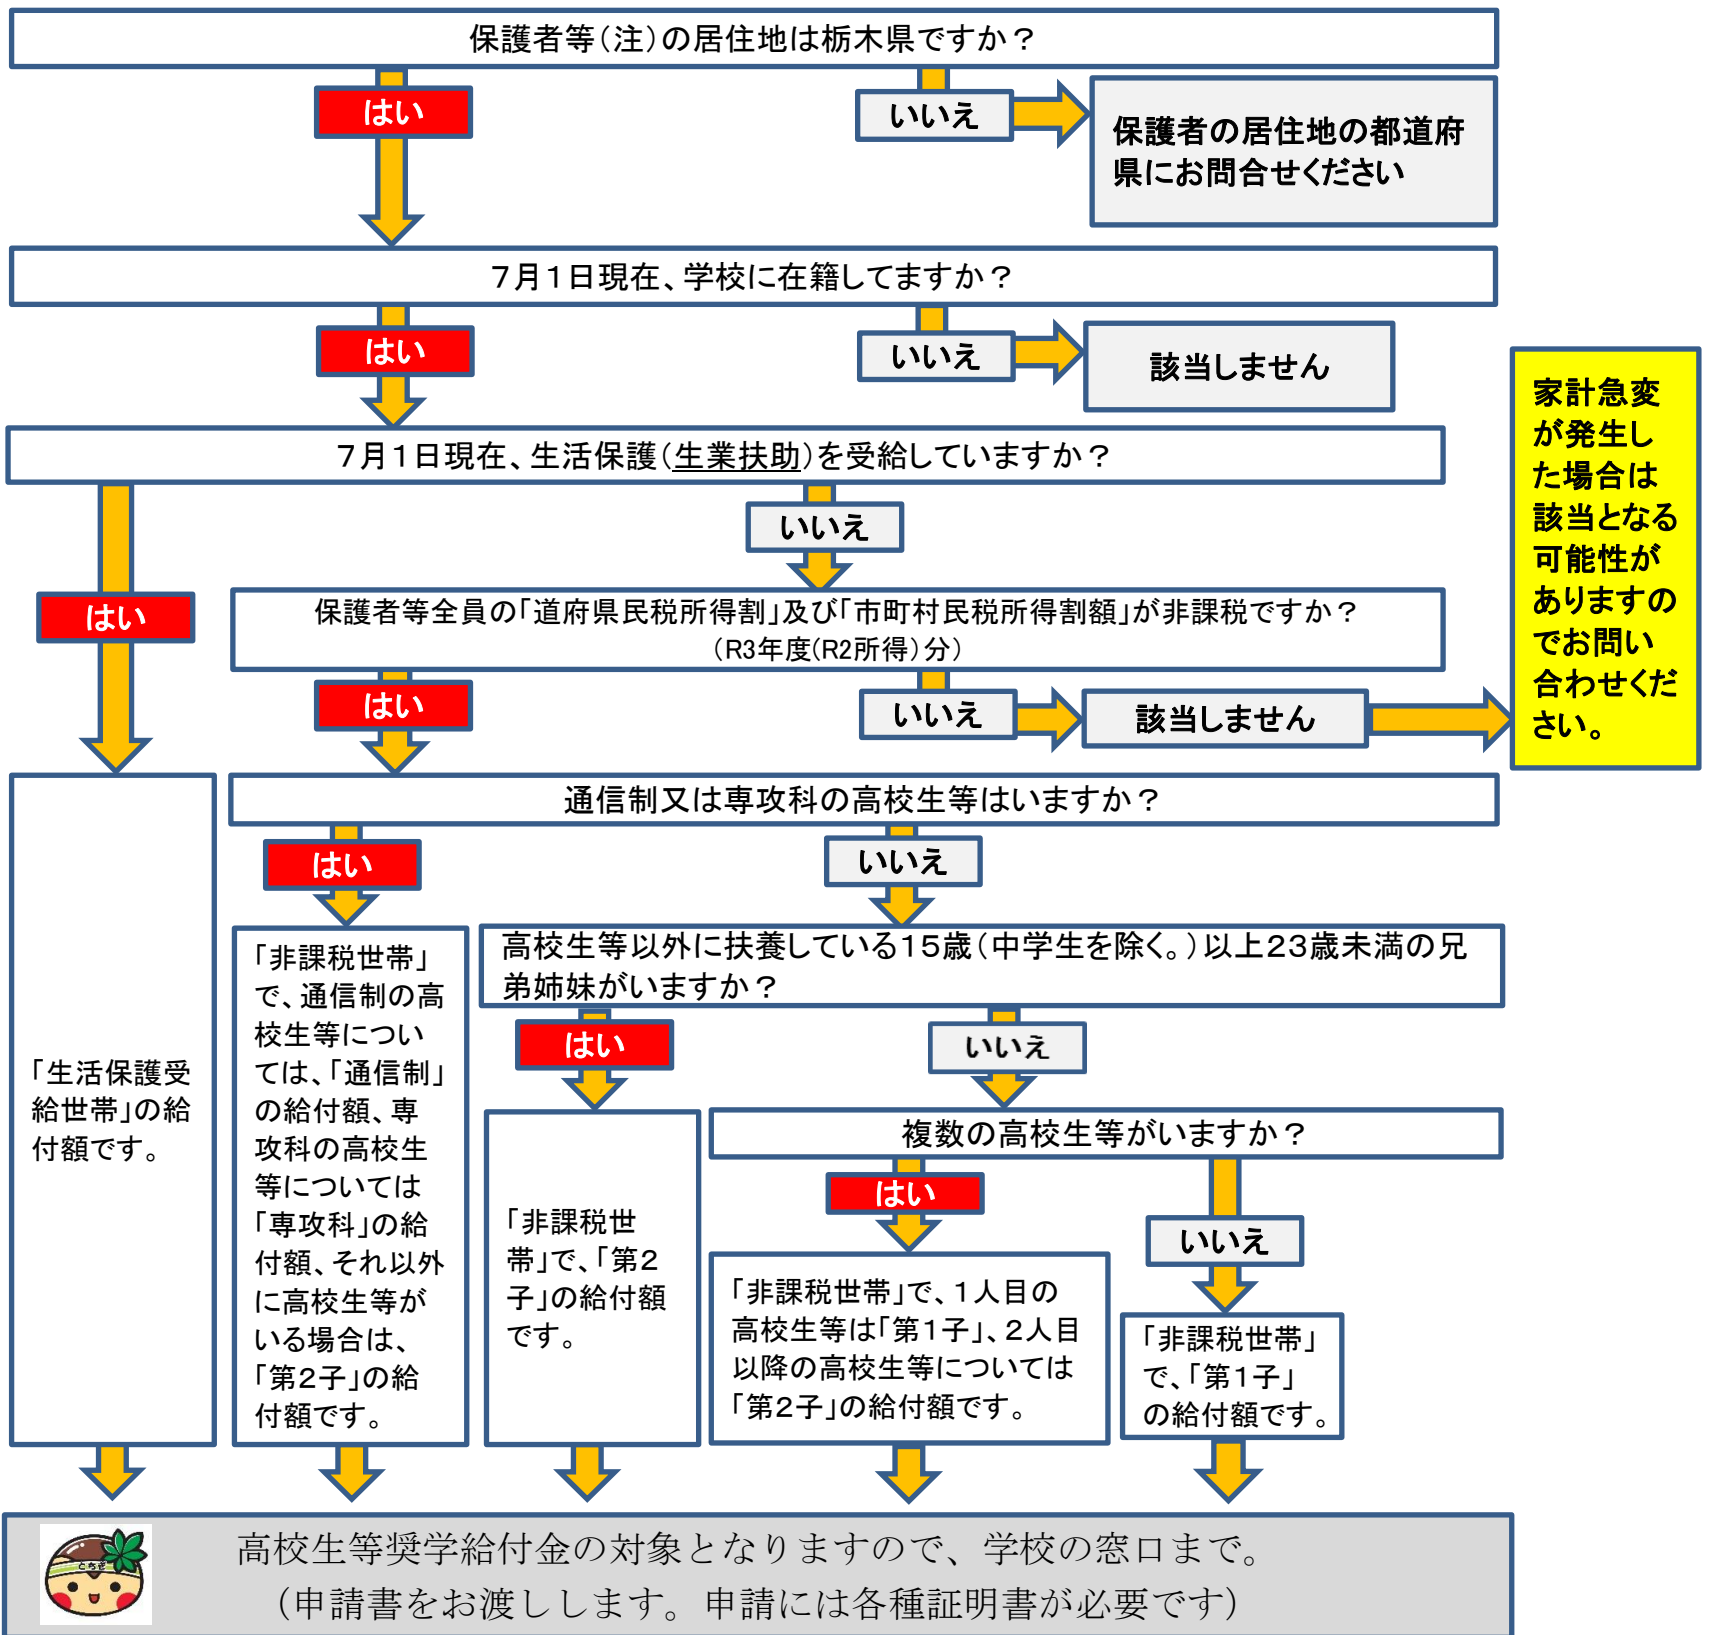 保護者等(注)の居住地は栃木県ですか？
はい
いいえ
保護者の居住地の都道府
県にお問合せください
７月１日現在、学校に在籍してますか？
はい
いいえ
該当しません
７月１日現在、生活保護(生業扶助)を受給していますか？
いいえ
はい
保護者等全員の「道府県民税所得割」及び「市町村民税所得割額」が非課税ですか？
（R3年度(R2所得)分）
はい
いいえ
該当しません
家計急変
が発生し
た場合は
該当となる
可能性が
ありますの
でお問い
合わせくだ
さい。
通信制又は専攻科の高校生等はいますか？
はい
いいえ
高校生等以外に扶養している15歳（中学生を除く。）以上23歳未満の兄
弟姉妹がいますか？
はい
いいえ
複数の高校生等がいますか？
はい
いいえ
「生活保護受
給世帯」の給
付額です。
「非課税世帯」
で、通信制の高
校生等につい
ては、「通信制」
の給付額、専
攻科の高校生
等については
「専攻科」の給
付額、それ以外
に高校生等が
いる場合は、
「第2子」の給
付額です。
「非課税世
帯」で、「第2
子」の給付額
です。
「非課税世帯」で、１人目の
高校生等は「第1子」、2人目
以降の高校生等については
「第2子」の給付額です。
「非課税世帯」
で、「第1子」
の給付額です。
とちぎ
高校生等奨学給付金の対象となりますので、学校の窓口まで。
（申請書をお渡しします。申請には各種証明書が必要です）